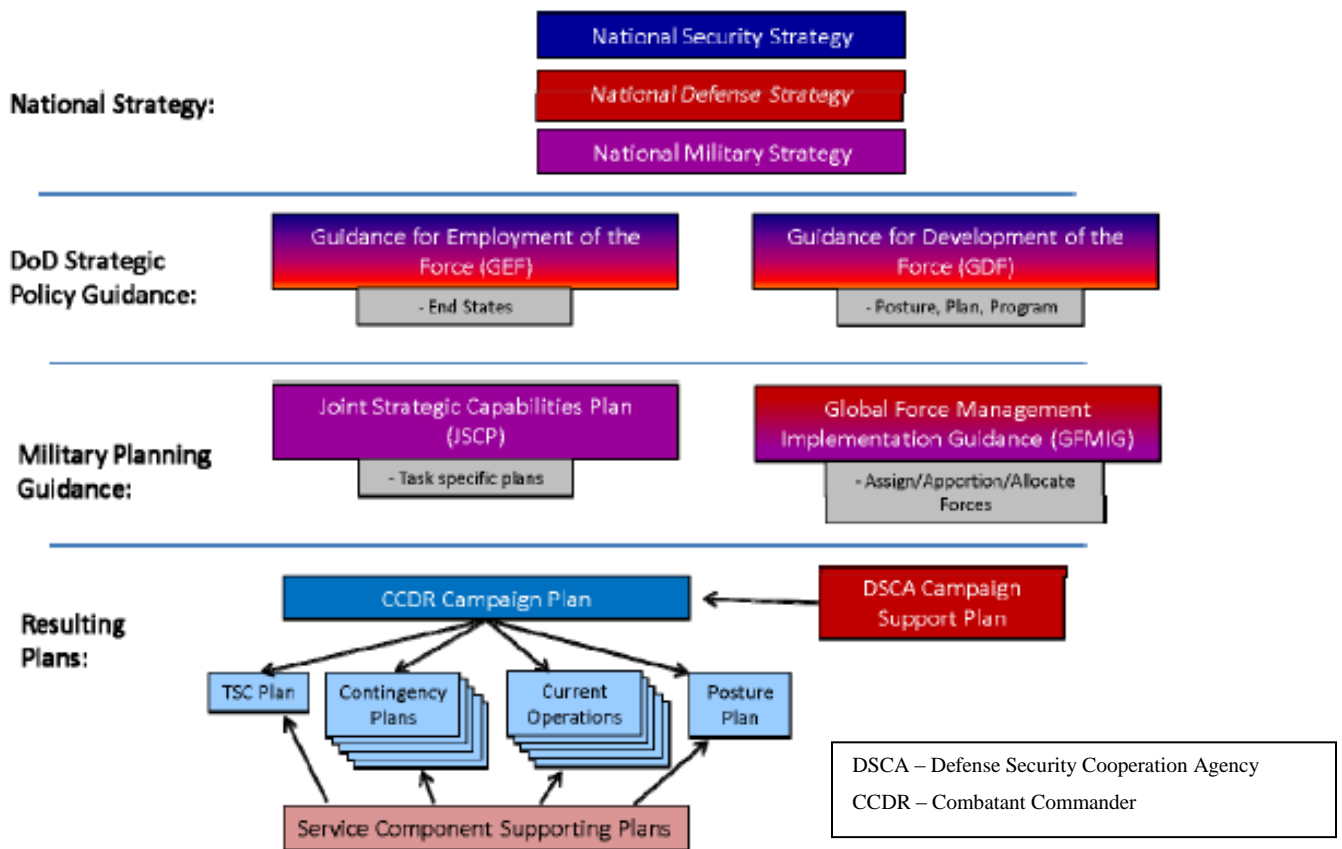 National Strategy:
National Security Strategy
National Defense Strategy
National Military Strategy
DoD Strategic
Policy Guidance:
Guidance for Employment of the
Force (GEF)
- End States
Guidance for Development of the
Force (GDF)
- Posture, Plan, Program
Military Planning
Guidance:
Joint Strategic Capabilities Plan
(JSCP)
- Task specific plans
Global Force Management
Implementation Guidance (GFMIG)
- Assign/Apportion/Allocate
Forces
Resulting
Plans:
CCDR Campaign Plan
DSCA Campaign
Support Plan
TSC Plan
Contingency
Plans
Current
Operations
Posture
Plan
Service Component Supporting Plans
DSCA – Defense Security Cooperation Agency
CCDR – Combatant Commander